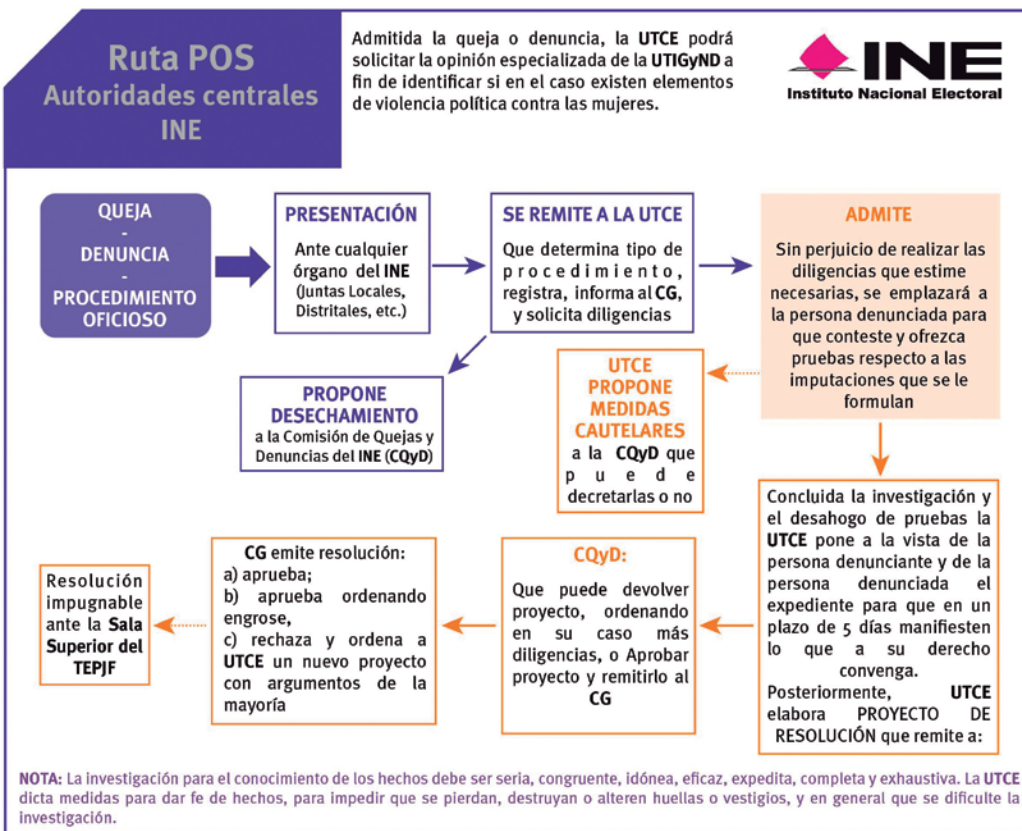 Ruta POS
Autoridades centrales
INE
Admitida la queja o denuncia, la UTCE podrá
solicitar la opinión especializada de la UTIGyND a
fin de identificar si en el caso existen elementos
de violencia política contra las mujeres.
INE
Instituto Nacional Electoral
QUEJA
-
DENUNCIA
-
PROCEDIMIENTO
OFICIOSO
PRESENTACIÓN
Ante cualquier
órgano del INE
(Juntas Locales,
Distritales, etc.)
SE REMITE A LA UTCE
Que determina tipo de
procedimiento,
registra, informa al CG,
y solicita diligencias
ADMITE
Sin perjuicio de realizar las
diligencias que estime
necesarias, se emplazará a
la persona denunciada para
que conteste y ofrezca
pruebas respecto a las
imputaciones que se le
formulan
PROPONE
DESECHAMIENTO
a la Comisión de Quejas y
Denuncias del INE (CQyD)
UTCE
PROPONE
MEDIDAS
CAUTELARES
a la CQyD que
puede
decretarlas o no
Concluida la investigación y
el desahogo de pruebas la
UTCE pone a la vista de la
persona denunciante y de la
persona denunciada el
expediente para que en un
plazo de 5 días manifiesten
lo que a su derecho
convenga.
Posteriormente, UTCE
elabora PROYECTO DE
RESOLUCIÓN que remite a:
CQyD:
Que puede devolver
proyecto, ordenando
en su caso más
diligencias, o Aprobar
proyecto y remitirlo al
CG
CG emite resolución:
a) aprueba;
b) aprueba ordenando
engrose,
c) rechaza y ordena a
UTCE un nuevo proyecto
con argumentos de la
mayoría
Resolución
impugnable
ante la Sala
Superior del
TEPJF
NOTA: La investigación para el conocimiento de los hechos debe ser seria, congruente, idónea, eficaz, expedita, completa y exhaustiva. La UTCE
dicta medidas para dar fe de hechos, para impedir que se pierdan, destruyan o alteren huellas o vestigios, y en general que se dificulte la
investigación.